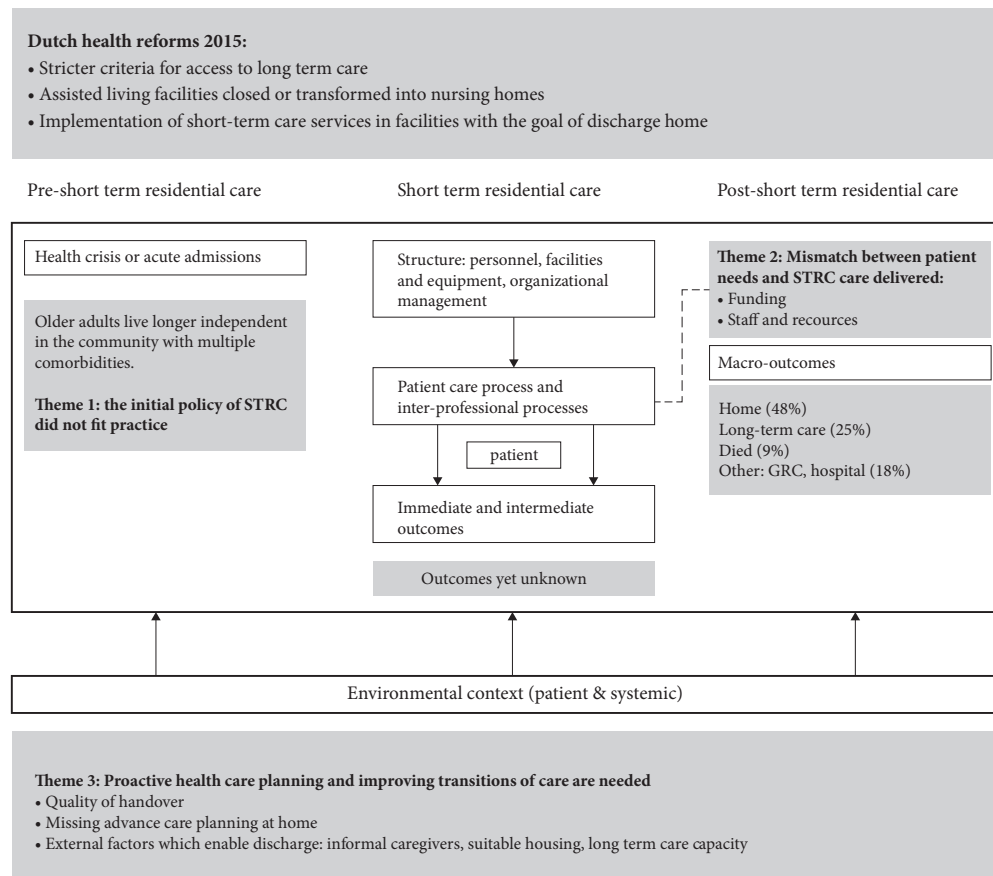 Dutch health reforms 2015:
• Stricter criteria for access to long term care
• Assisted living facilities closed or transformed into nursing homes
• Implementation of short-term care services in facilities with the goal of discharge home
Pre-short term residential care
Short term residential care
Post-short term residential care
Health crisis or acute admissions
Older adults live longer independent
in the community with multiple
comorbidities.
Theme 1: the initial policy of STRC
did not fit practice
Structure: personnel, facilities
and equipment, organizational
management
Patient care process and
inter-professional processes
patient
Immediate and intermediate
outcomes
Outcomes yet unknown
Theme 2: Mismatch between patient
needs and STRC care delivered:
• Funding
• Staff and recources
Macro-outcomes
Home (48%)
Long-term care (25%)
Died (9%)
Other: GRC, hospital (18%)
Environmental context (patient & systemic)
Theme 3: Proactive health care planning and improving transitions of care are needed
• Quality of handover
• Missing advance care planning at home
• External factors which enable discharge: informal caregivers, suitable housing, long term care capacity